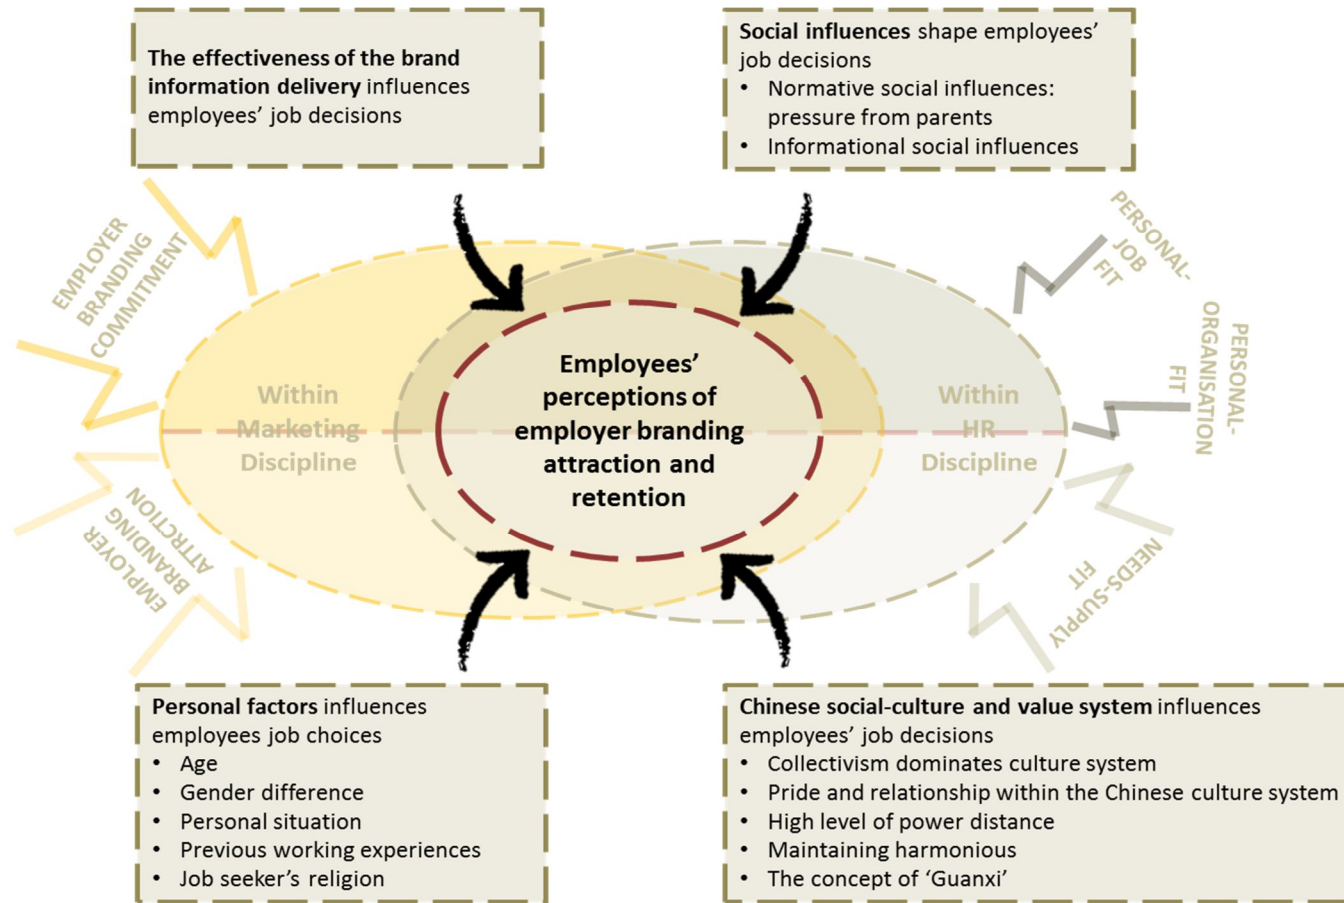 The effectiveness of the brand
information delivery influences
employees’ job decisions
Social influences shape employees’
job decisions
• Normative social influences:
pressure from parents
• Informational social influences
EMPLOYER
BRANDING
COMMITMENT
PERSONAL-
JOB
FIT
PERSONAL-
ORGANISATION
FIT
Within
Marketing
Discipline
Employees’
perceptions of
employer branding
attraction and
retention
Within
HR
Discipline
EMPLOYER
BRANDING
ATTRCTION
NEEDS-SUPPLY
FIT
Personal factors influences
employees job choices
• Age
• Gender difference
• Personal situation
• Previous working experiences
• Job seeker’s religion
Chinese social-culture and value system influences
employees’ job decisions
• Collectivism dominates culture system
• Pride and relationship within the Chinese culture system
• High level of power distance
• Maintaining harmonious
• The concept of ‘Guanxi’